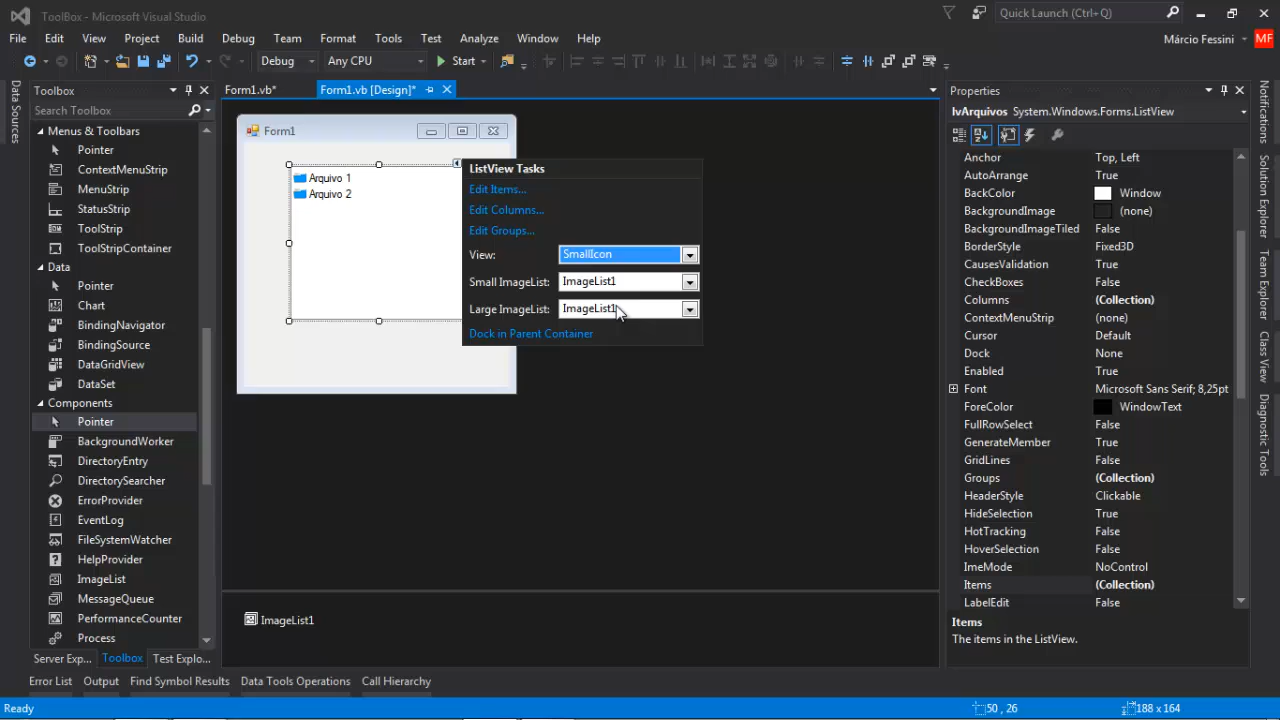 ToolBox - Microsoft Visual Studio
Quick Launch (Ctrl+Q)
File Edit View Project Build Debug Team Format Tools Test Analyze Window Help
Márcio Fessini MF
Debug Any CPU Start
Data Sources
Toolbox
Search Toolbox
Menus & Toolbars
Pointer
ContextMenuStrip
MenuStrip
StatusStrip
ToolStrip
ToolStripContainer
Data
Pointer
Chart
BindingNavigator
BindingSource
DataGridView
DataSet
Components
Pointer
BackgroundWorker
DirectoryEntry
DirectorySearcher
ErrorProvider
EventLog
FileSystemWatcher
HelpProvider
ImageList
MessageQueue
PerformanceCounter
Process
Server Exp... Toolbox Test Explo...
Form1.vb* Form1.vb [Design]*
Form1
Arquivo 1
Arquivo 2
ListView Tasks
Edit Items...
Edit Columns...
Edit Groups...
View: SmallIcon
Small ImageList: ImageList1
Large ImageList: ImageList1
Dock in Parent Container
ImageList1
Properties
lvArquivos System.Windows.Forms.ListView
Anchor Top, Left
AutoArrange True
BackColor Window
BackgroundImage (none)
BackgroundImageTiled False
BorderStyle Fixed3D
CausesValidation True
CheckBoxes False
Columns (Collection)
ContextMenuStrip (none)
Cursor Default
Dock None
Enabled True
Font Microsoft Sans Serif; 8,25pt
ForeColor WindowText
FullRowSelect False
GenerateMember True
GridLines False
Groups (Collection)
HeaderStyle Clickable
HideSelection True
HotTracking False
HoverSelection False
ImeMode NoControl
Items (Collection)
LabelEdit False
Items
The items in the ListView.
Notifications
Solution Explorer
Team Explorer
Class View
Diagnostic Tools
Error List Output Find Symbol Results Data Tools Operations Call Hierarchy
Ready 50 , 26 188 x 164